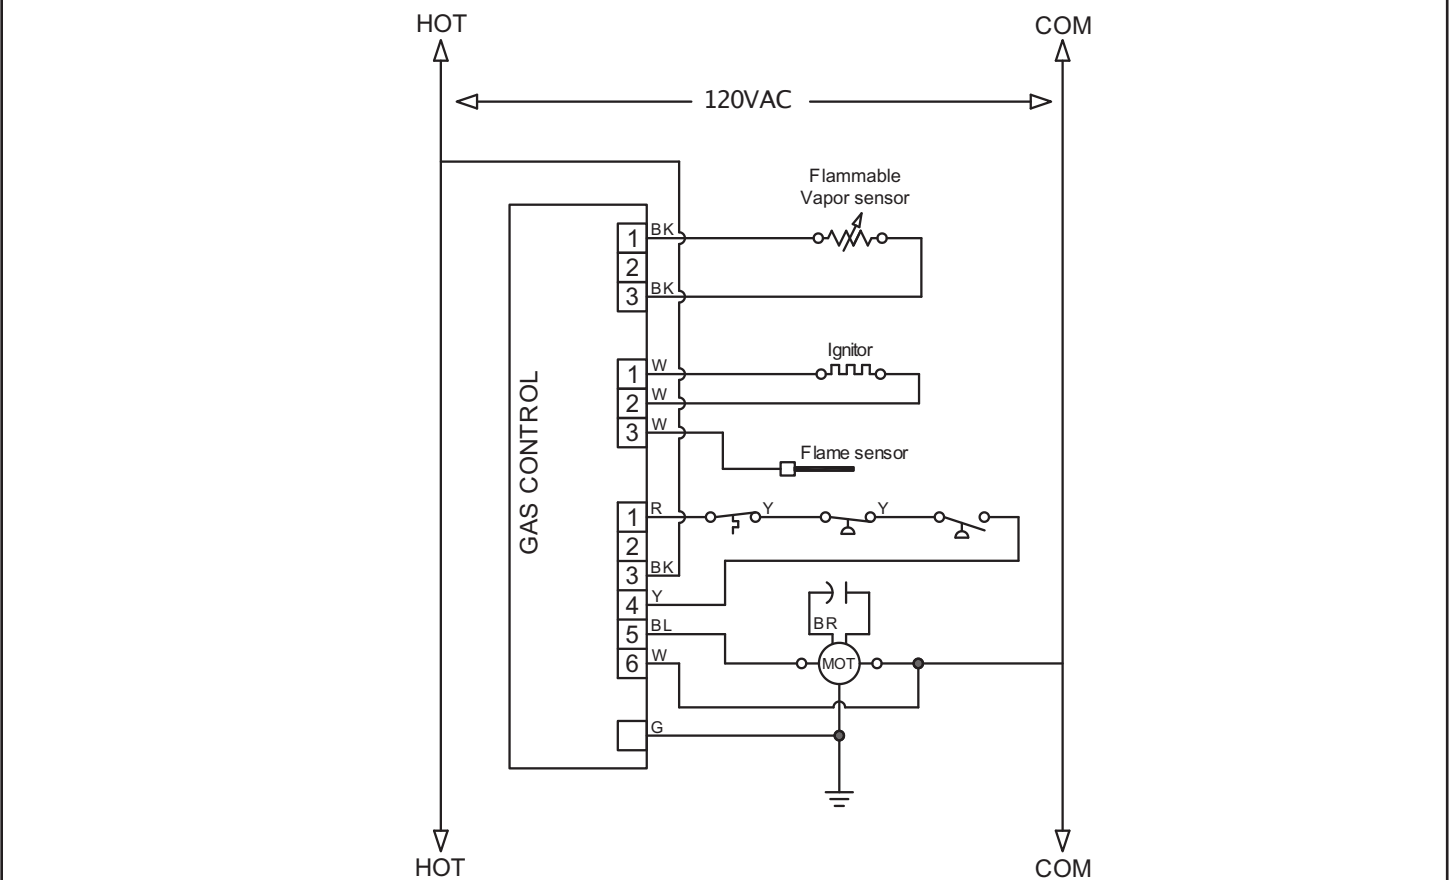 HOT
COM
120VAC
Flammable
Vapor sensor
1 BK
2
3 BK
Ignitor
1 W
2 W
3 W
Flame sensor
GAS CONTROL
1 R Y Y
2
3 BK
4 Y
5 BL
6 W
BR
MOT
G
HOT
COM